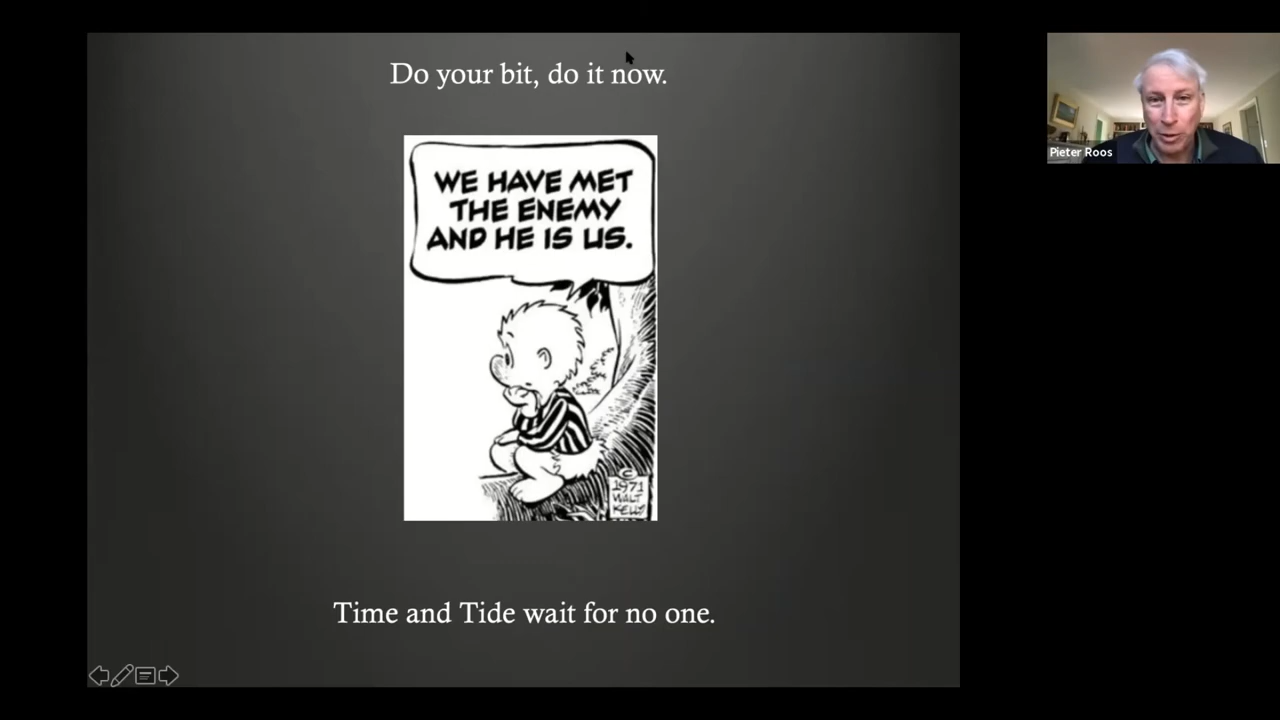 Do your bit, do it now.
WE HAVE MET
THE ENEMY
AND HE IS US.
©
1971
WALT
KELLY
Time and Tide wait for no one.
Pieter Roos